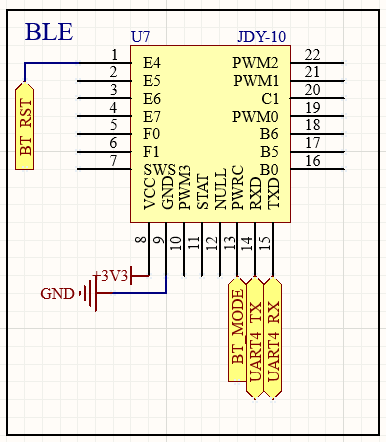 BLE
U7 JDY-10
1 E4 PWM2 22
2 E5 PWM1 21
3 E6 C1 20
4 E7 PWM0 19
5 F0 B6 18
6 F1 B5 17
7 SWS B0 16
BT RST
VCC GND PWM3 STAT NULL PWRC RXD TXD
8 9 10 11 12 13 14 15
+3V3
GND
BT MODE
UART4 TX
UART4 RX